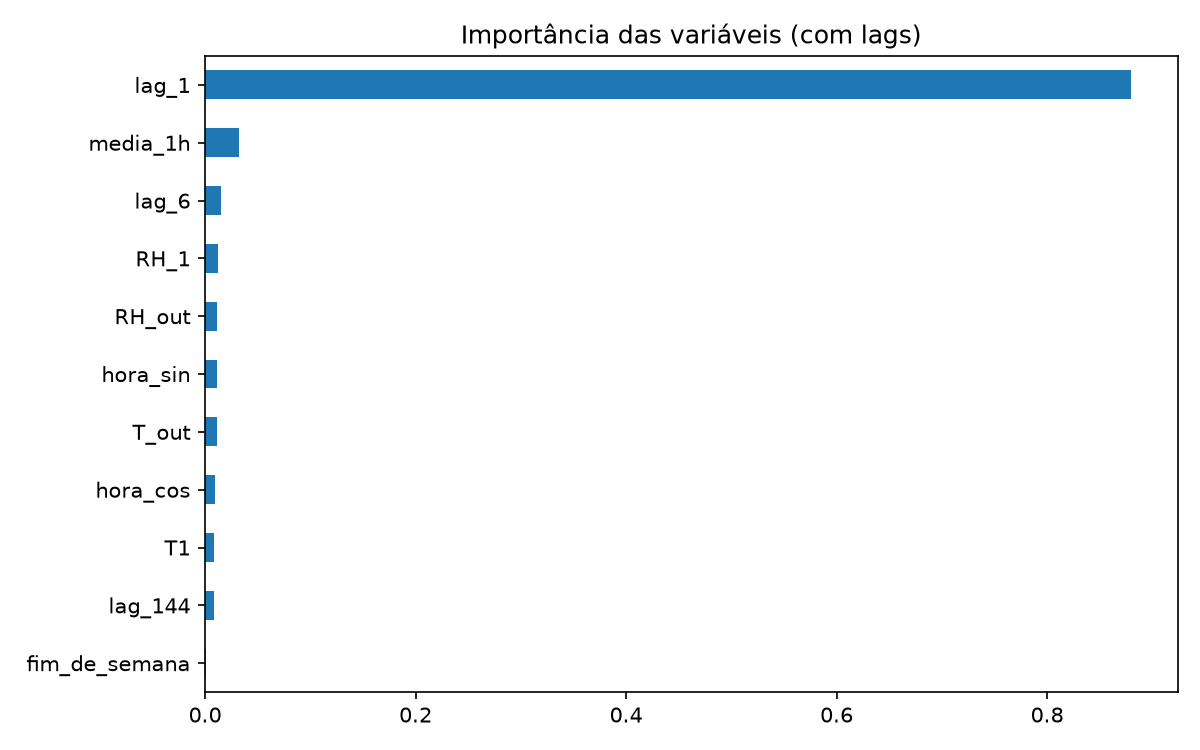 Importância das variáveis (com lags)
lag_1
media_1h
lag_6
RH_1
RH_out
hora_sin
T_out
hora_cos
T1
lag_144
fim_de_semana
0.0 0.2 0.4 0.6 0.8